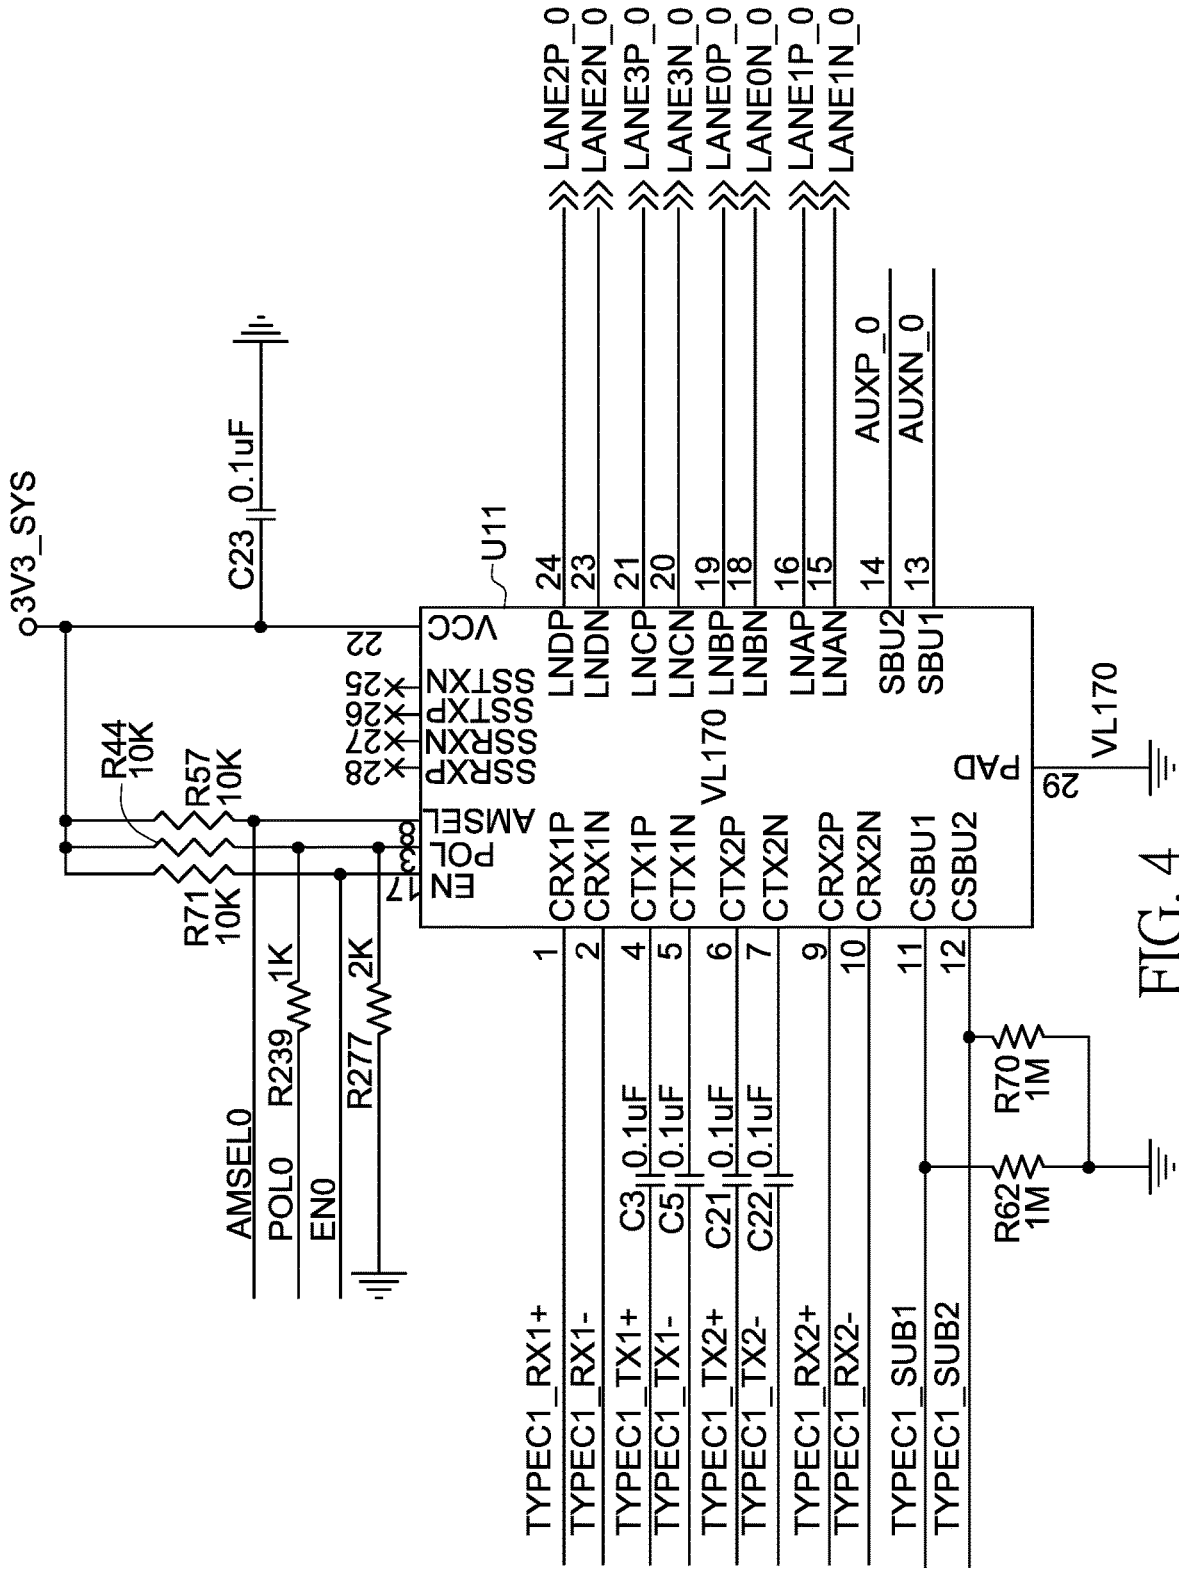 3V3_SYS
R44
10K
R57
10K
R71
10K
C23
0.1uF
U11
AMSEL0
POL0
R239
1K
EN0
R277
2K
22
25
26
27
28
8
3
17
VCC
SSTXN
SSTXP
SSRXN
SSRXP
AMSEL
POL
EN
TYPEC1_RX1+
1
CRX1P
TYPEC1_RX1-
2
CRX1N
TYPEC1_TX1+
C3
0.1uF
4
CTX1P
TYPEC1_TX1-
C5
0.1uF
5
CTX1N
TYPEC1_TX2+
C21
0.1uF
6
CTX2P
TYPEC1_TX2-
C22
0.1uF
7
CTX2N
TYPEC1_RX2+
9
CRX2P
TYPEC1_RX2-
10
CRX2N
TYPEC1_SUB1
11
CSBU1
TYPEC1_SUB2
12
CSBU2
R62
1M
R70
1M
VL170
LNDP
24
LANE2P_0
LNDN
23
LANE2N_0
LNCP
21
LANE3P_0
LNCN
20
LANE3N_0
LNBP
19
LANE0P_0
LNBN
18
LANE0N_0
LNAP
16
LANE1P_0
LNAN
15
LANE1N_0
SBU2
14
AUXP_0
SBU1
13
AUXN_0
PAD
29
VL170
FIG. 4